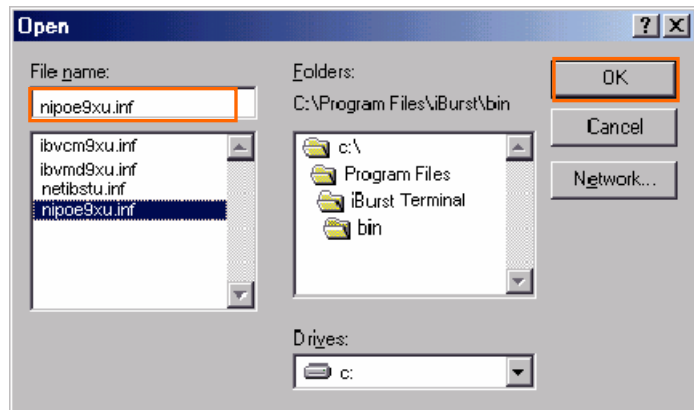 Open
File name:
nipoe9xu.inf
ibvcm9xu.inf
ibvmd9xu.inf
netibstu.inf
nipoe9xu.inf
Folders:
C:\Program Files\iBurst\bin
c:\
Program Files
iBurst Terminal
bin
Drives:
c:
OK
Cancel
Network...